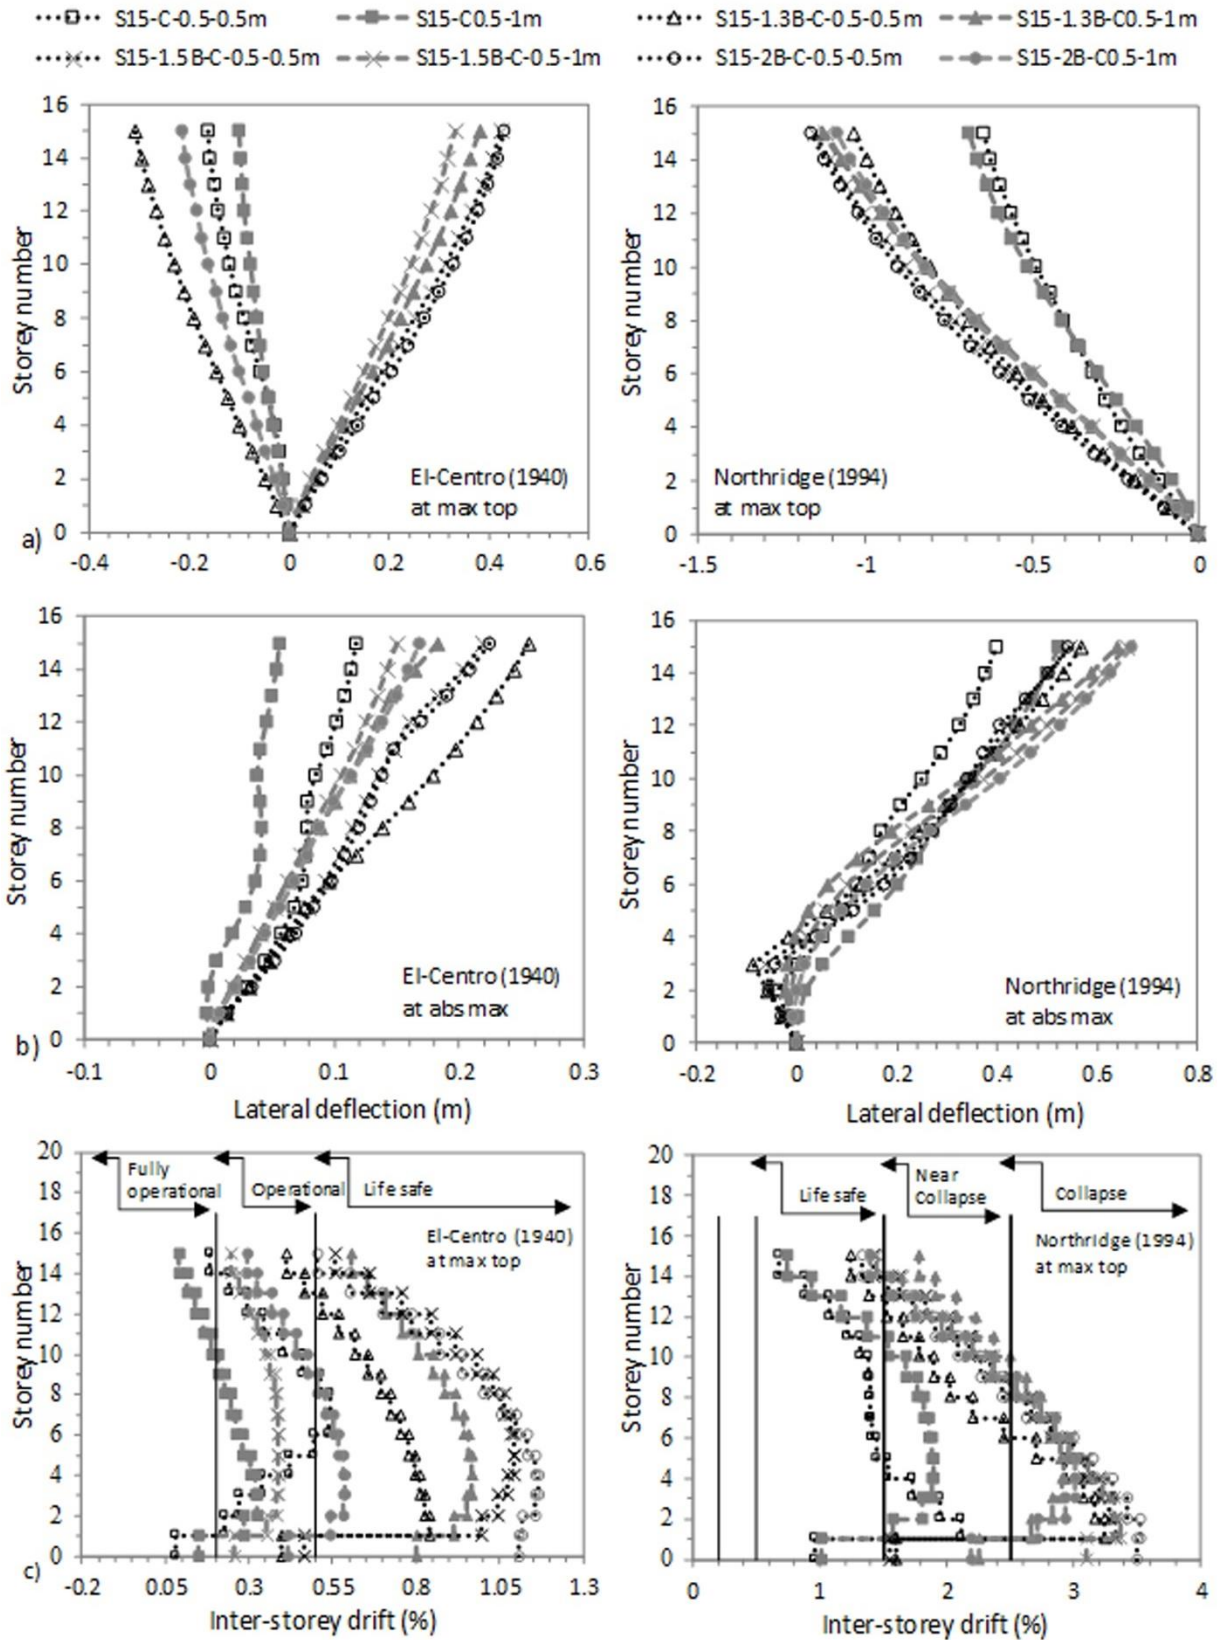 S15-C-0.5-0.5m S15-C0.5-1m S15-1.3B-C-0.5-0.5m S15-1.3B-C0.5-1m
S15-1.5B-C-0.5-0.5m S15-1.5B-C-0.5-1m S15-2B-C-0.5-0.5m S15-2B-C0.5-1m
a)
Storey number
16
14
12
10
8
6
4
2
0
El-Centro (1940)
at max top
-0.4 -0.2 0 0.2 0.4 0.6
Storey number
16
14
12
10
8
6
4
2
0
Northridge (1994)
at max top
-1.5 -1 -0.5 0
b)
Storey number
16
14
12
10
8
6
4
2
0
El-Centro (1940)
at abs max
-0.1 0 0.1 0.2 0.3
Lateral deflection (m)
Storey number
16
14
12
10
8
6
4
2
0
Northridge (1994)
at abs max
-0.2 0 0.2 0.4 0.6 0.8
Lateral deflection (m)
c)
Storey number
20
18
16
14
12
10
8
6
4
2
0
Fully
operational
Operational
Life safe
El-Centro (1940)
at max top
-0.2 0.05 0.3 0.55 0.8 1.05 1.3
Inter-storey drift (%)
Storey number
20
18
16
14
12
10
8
6
4
2
0
Life safe
Near
Collapse
Collapse
Northridge (1994)
at max top
0 1 2 3 4
Inter-storey drift (%)